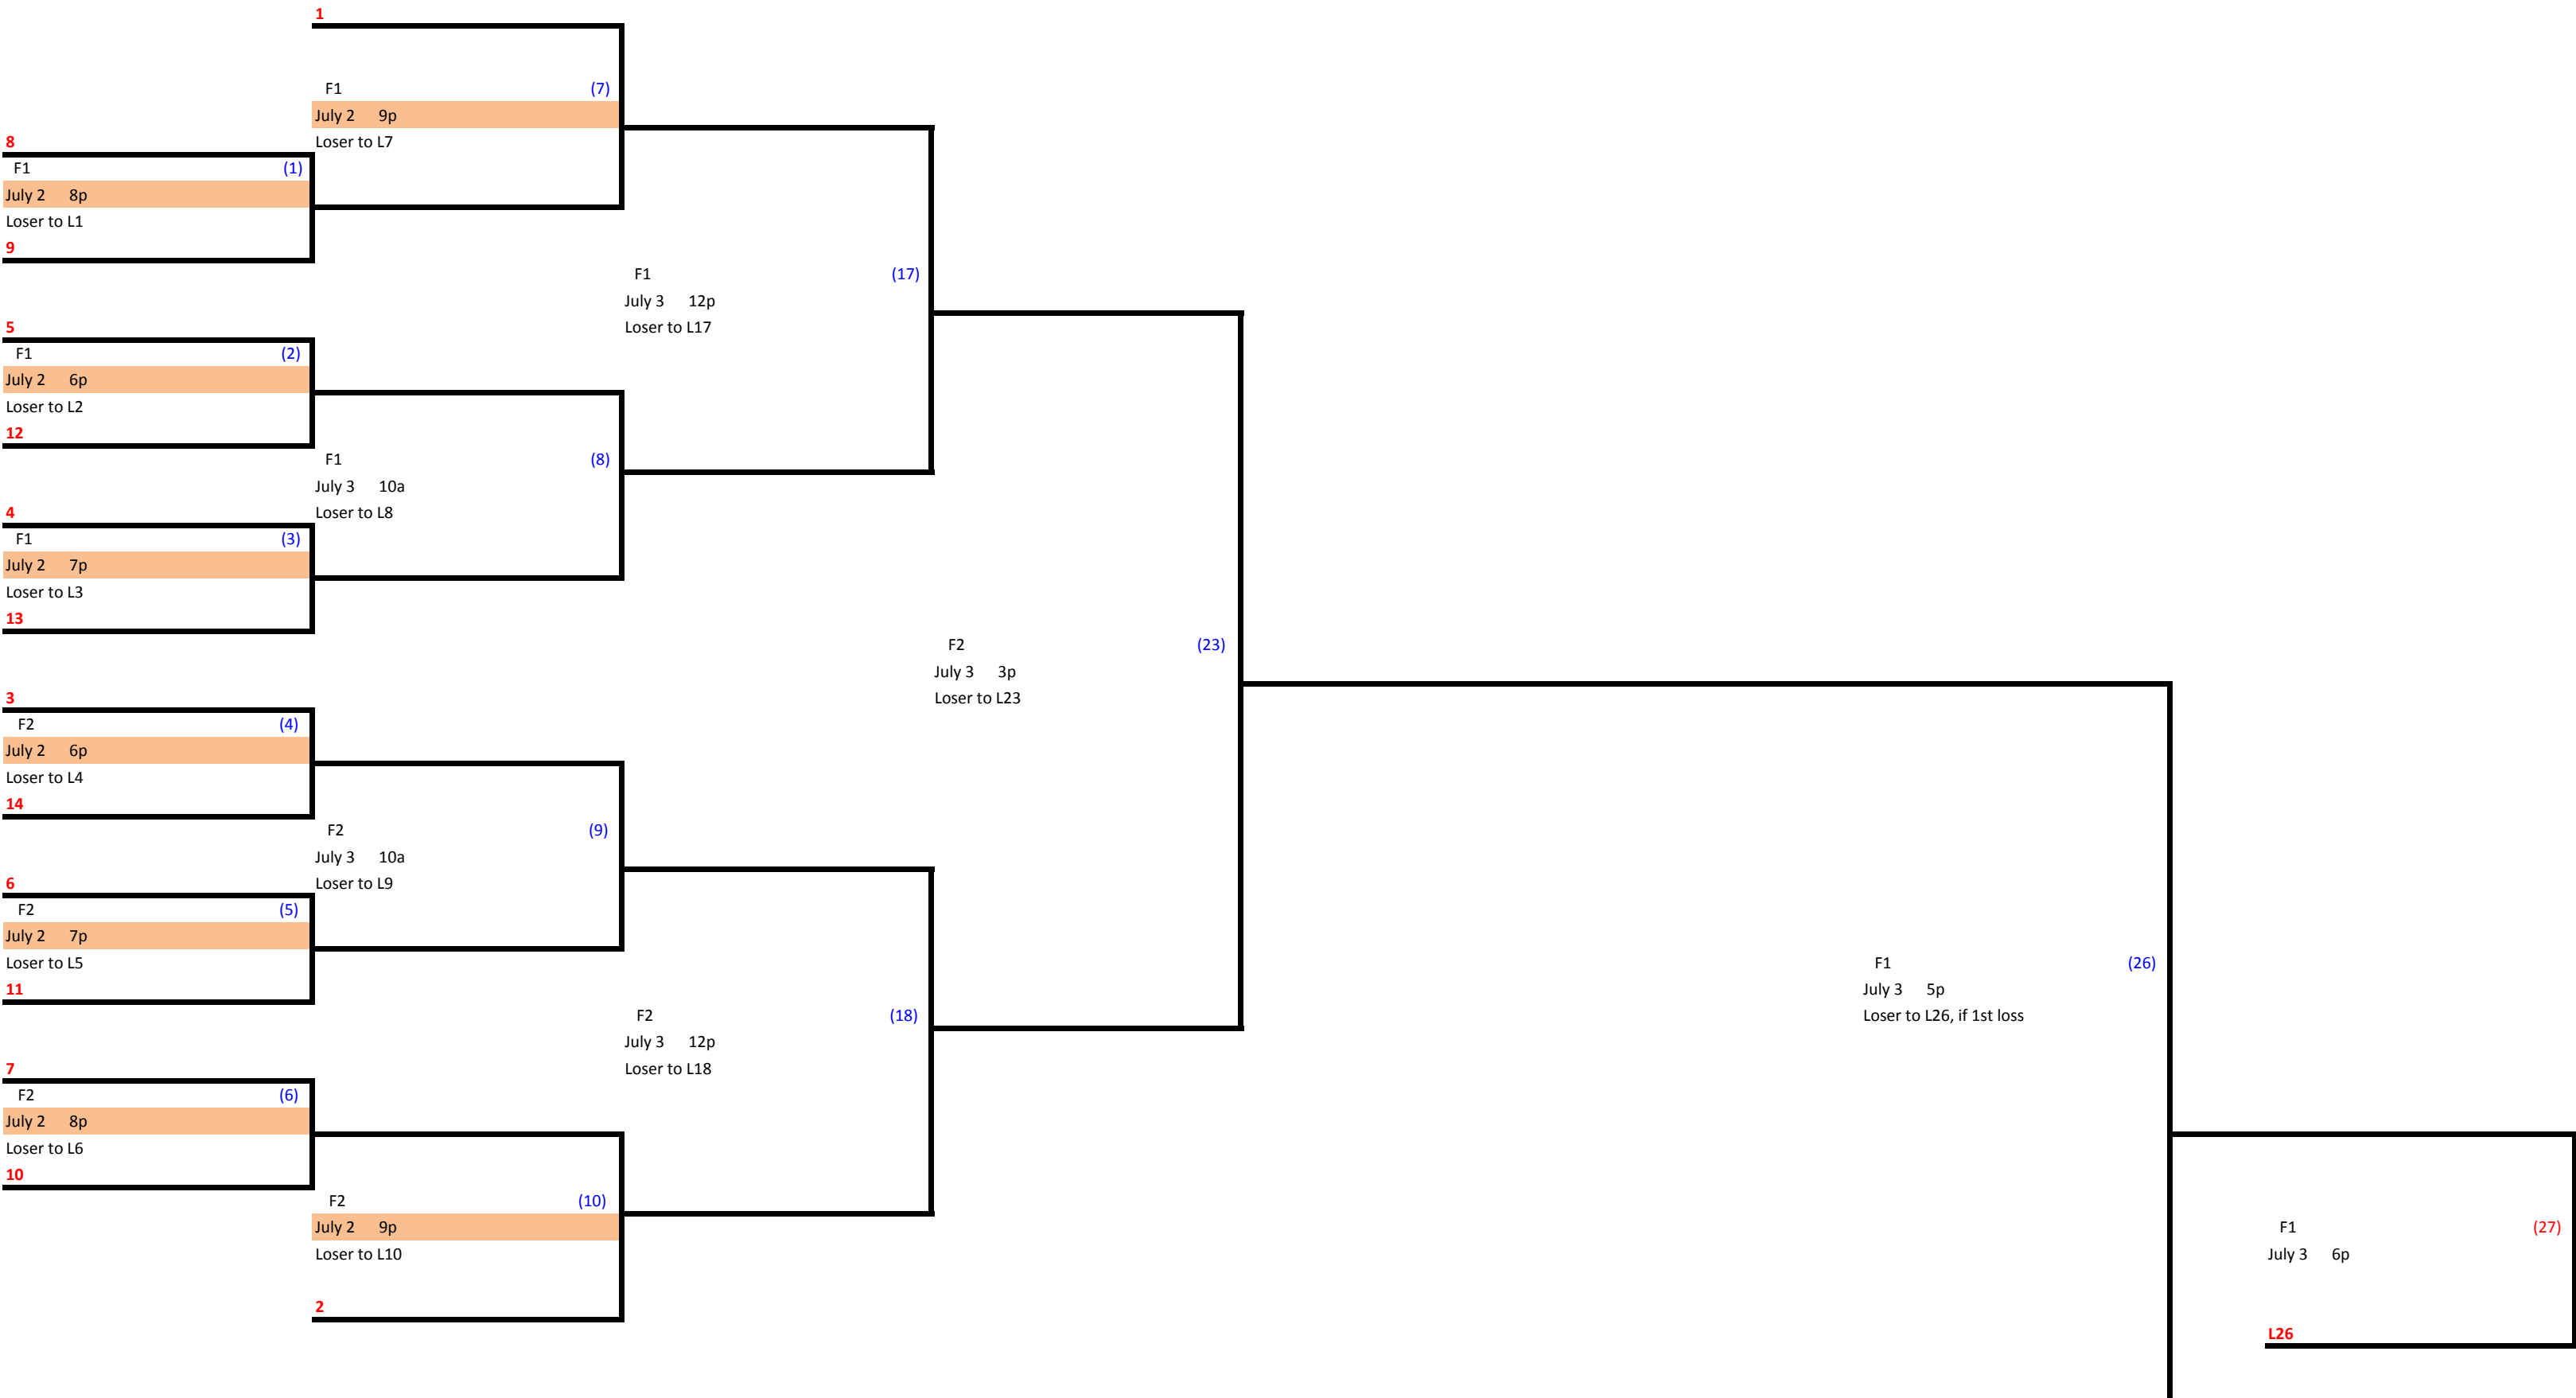 1
F1 (7)
July 2 9p
Loser to L7
8
F1 (1)
July 2 8p
Loser to L1
9
F1 (17)
July 3 12p
Loser to L17
5
F1 (2)
July 2 6p
Loser to L2
12
F1 (8)
July 3 10a
Loser to L8
4
F1 (3)
July 2 7p
Loser to L3
13
F2 (23)
July 3 3p
Loser to L23
3
F2 (4)
July 2 6p
Loser to L4
14
F2 (9)
July 3 10a
Loser to L9
6
F2 (5)
July 2 7p
Loser to L5
11
F1 (26)
July 3 5p
Loser to L26, if 1st loss
F2 (18)
July 3 12p
Loser to L18
7
F2 (6)
July 2 8p
Loser to L6
10
F2 (10)
July 2 9p
Loser to L10
2
F1 (27)
July 3 6p
L26